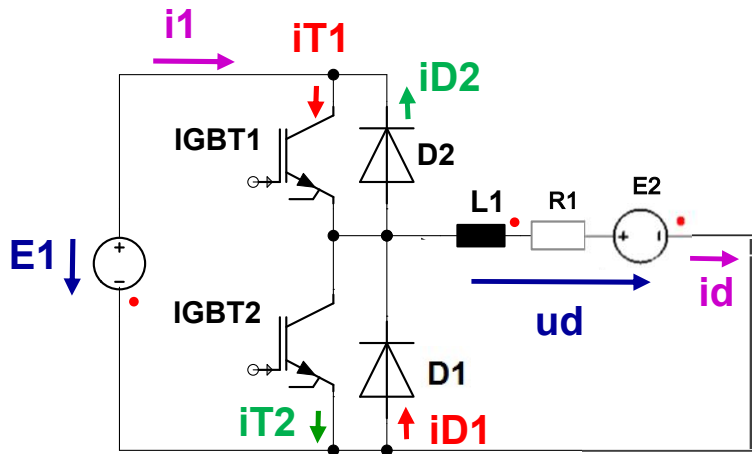 i1
iT1
iD2
IGBT1
D2
L1
R1
E2
E1
+
−
+
-
ud
id
IGBT2
D1
iT2
iD1